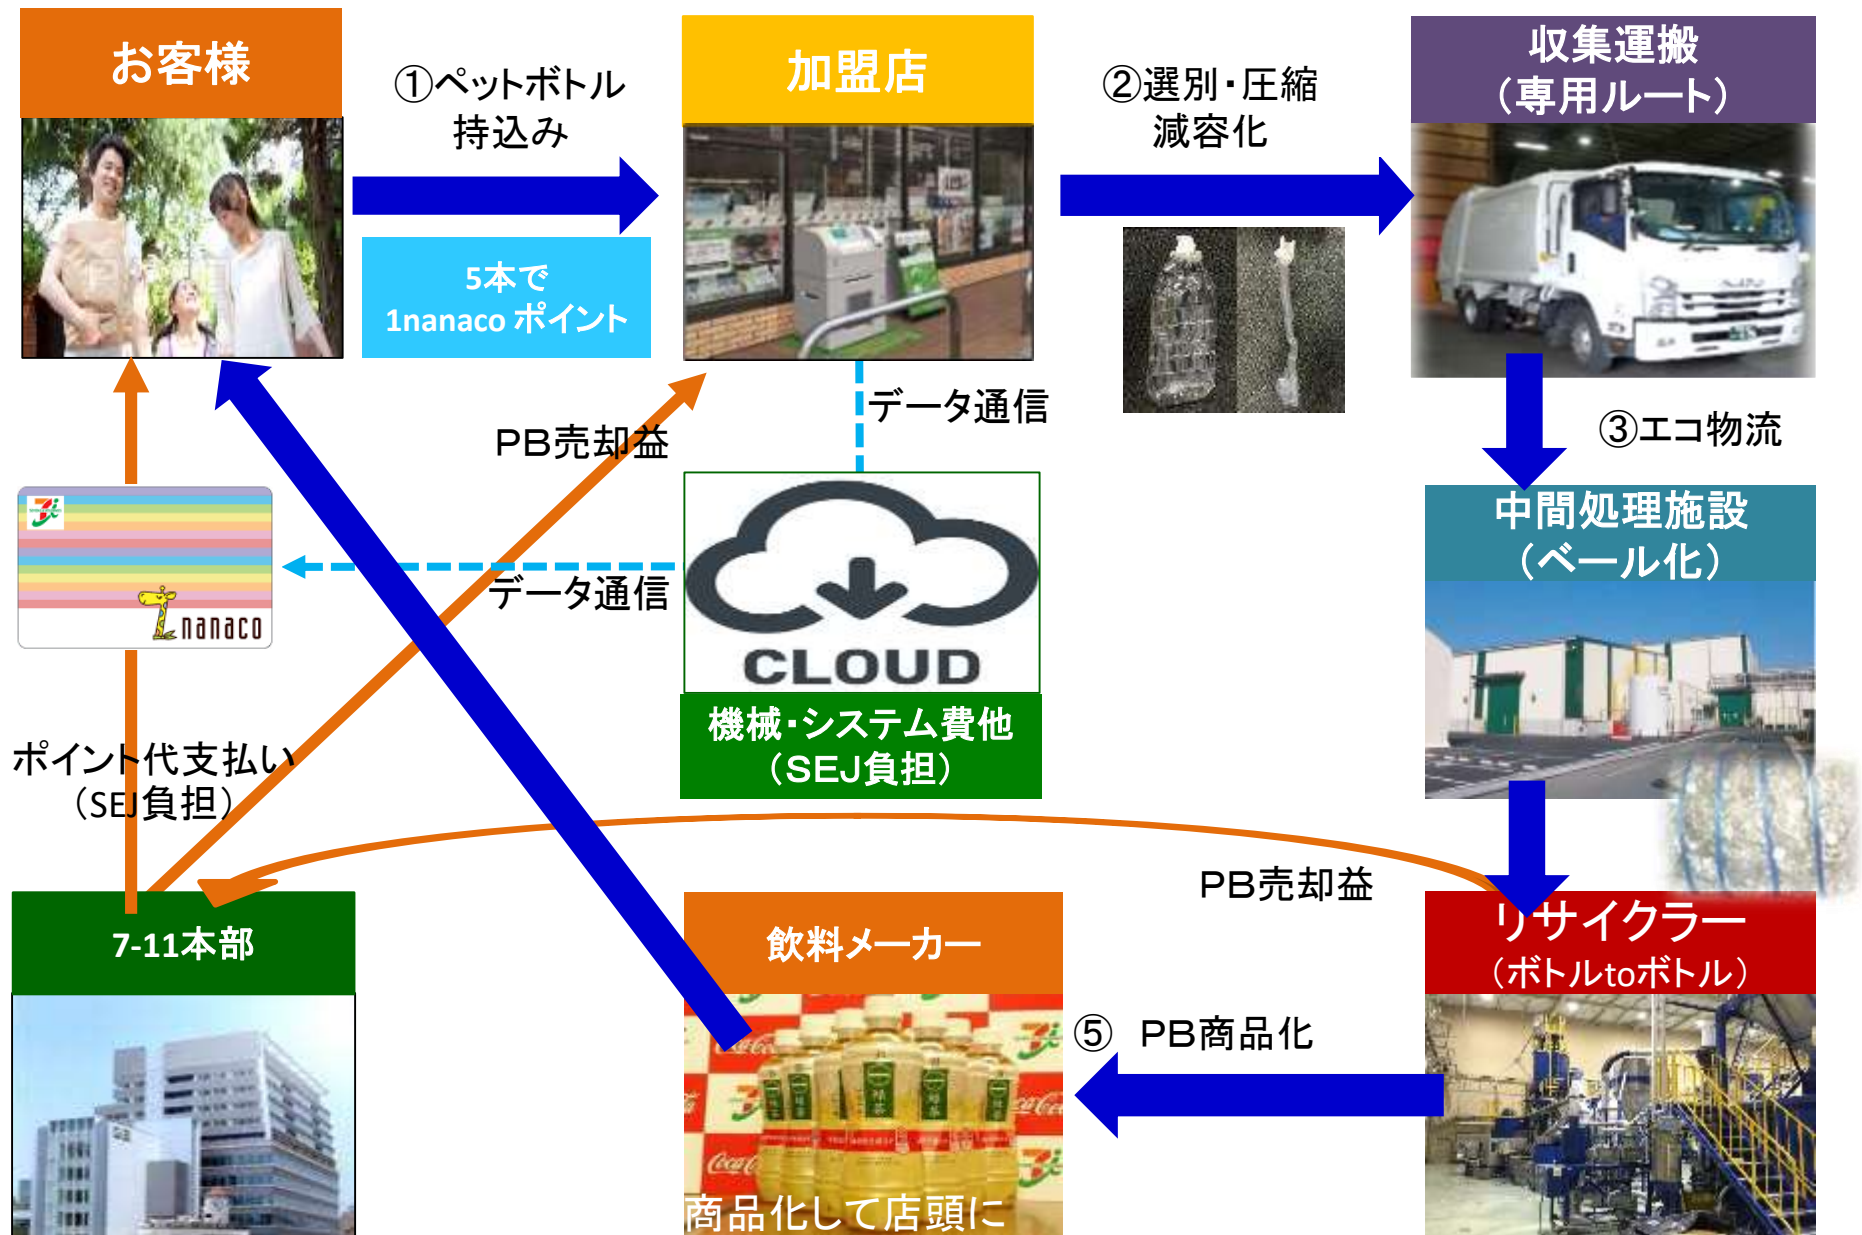 お客様
①ペットボトル
持込み
加盟店
②選別・圧縮
減容化
収集運搬
（専用ルート）
5本で
1nanaco ポイント
データ通信
PB売却益
③エコ物流
nanaco
データ通信
CLOUD
機械・システム費他
（SEJ負担）
中間処理施設
（ベール化）
ポイント代支払い
（SEJ負担）
PB売却益
7-11本部
飲料メーカー
リサイクラー
（ボトルtoボトル）
⑤ PB商品化
Coca-Cola
緑茶
商品化して店頭に